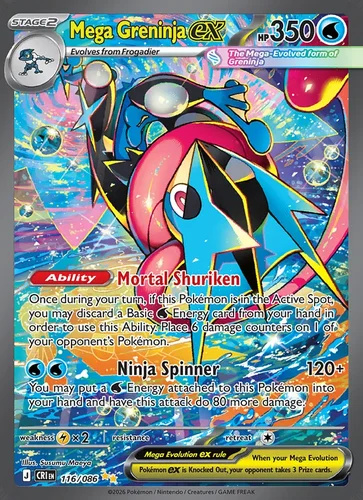 STAGE2
Mega Greninja ex
HP 350
Evolves from Frogadier
The Mega-Evolved form of
Greninja
Ability Mortal Shuriken
Once during your turn, if this Pokémon is in the Active Spot,
you may discard a Basic Energy card from your hand in
order to use this Ability. Place 6 damage counters on 1 of
your opponent's Pokémon.
Ninja Spinner 120+
You may put a Energy attached to this Pokémon into
your hand and have this attack do 80 more damage.
weakness ×2 resistance retreat
Illus. Susumu Maeya
Mega Evolution ex rule
When your Mega Evolution
Pokémon ex is Knocked Out, your opponent takes 3 Prize cards.
J CRI EN 116/086
©2026 Pokémon / Nintendo / Creatures / GAME FREAK